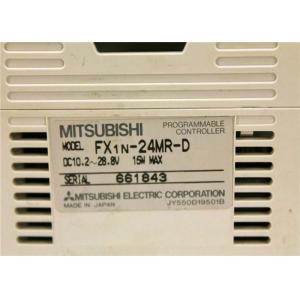 MITSUBISHI PROGRAMMABLE CONTROLLER
MODEL FX1N-24MR-D
DC10.2~28.8V 15W MAX
SERIAL 661843
MITSUBISHI ELECTRIC CORPORATION
MADE IN JAPAN JY550D19501B